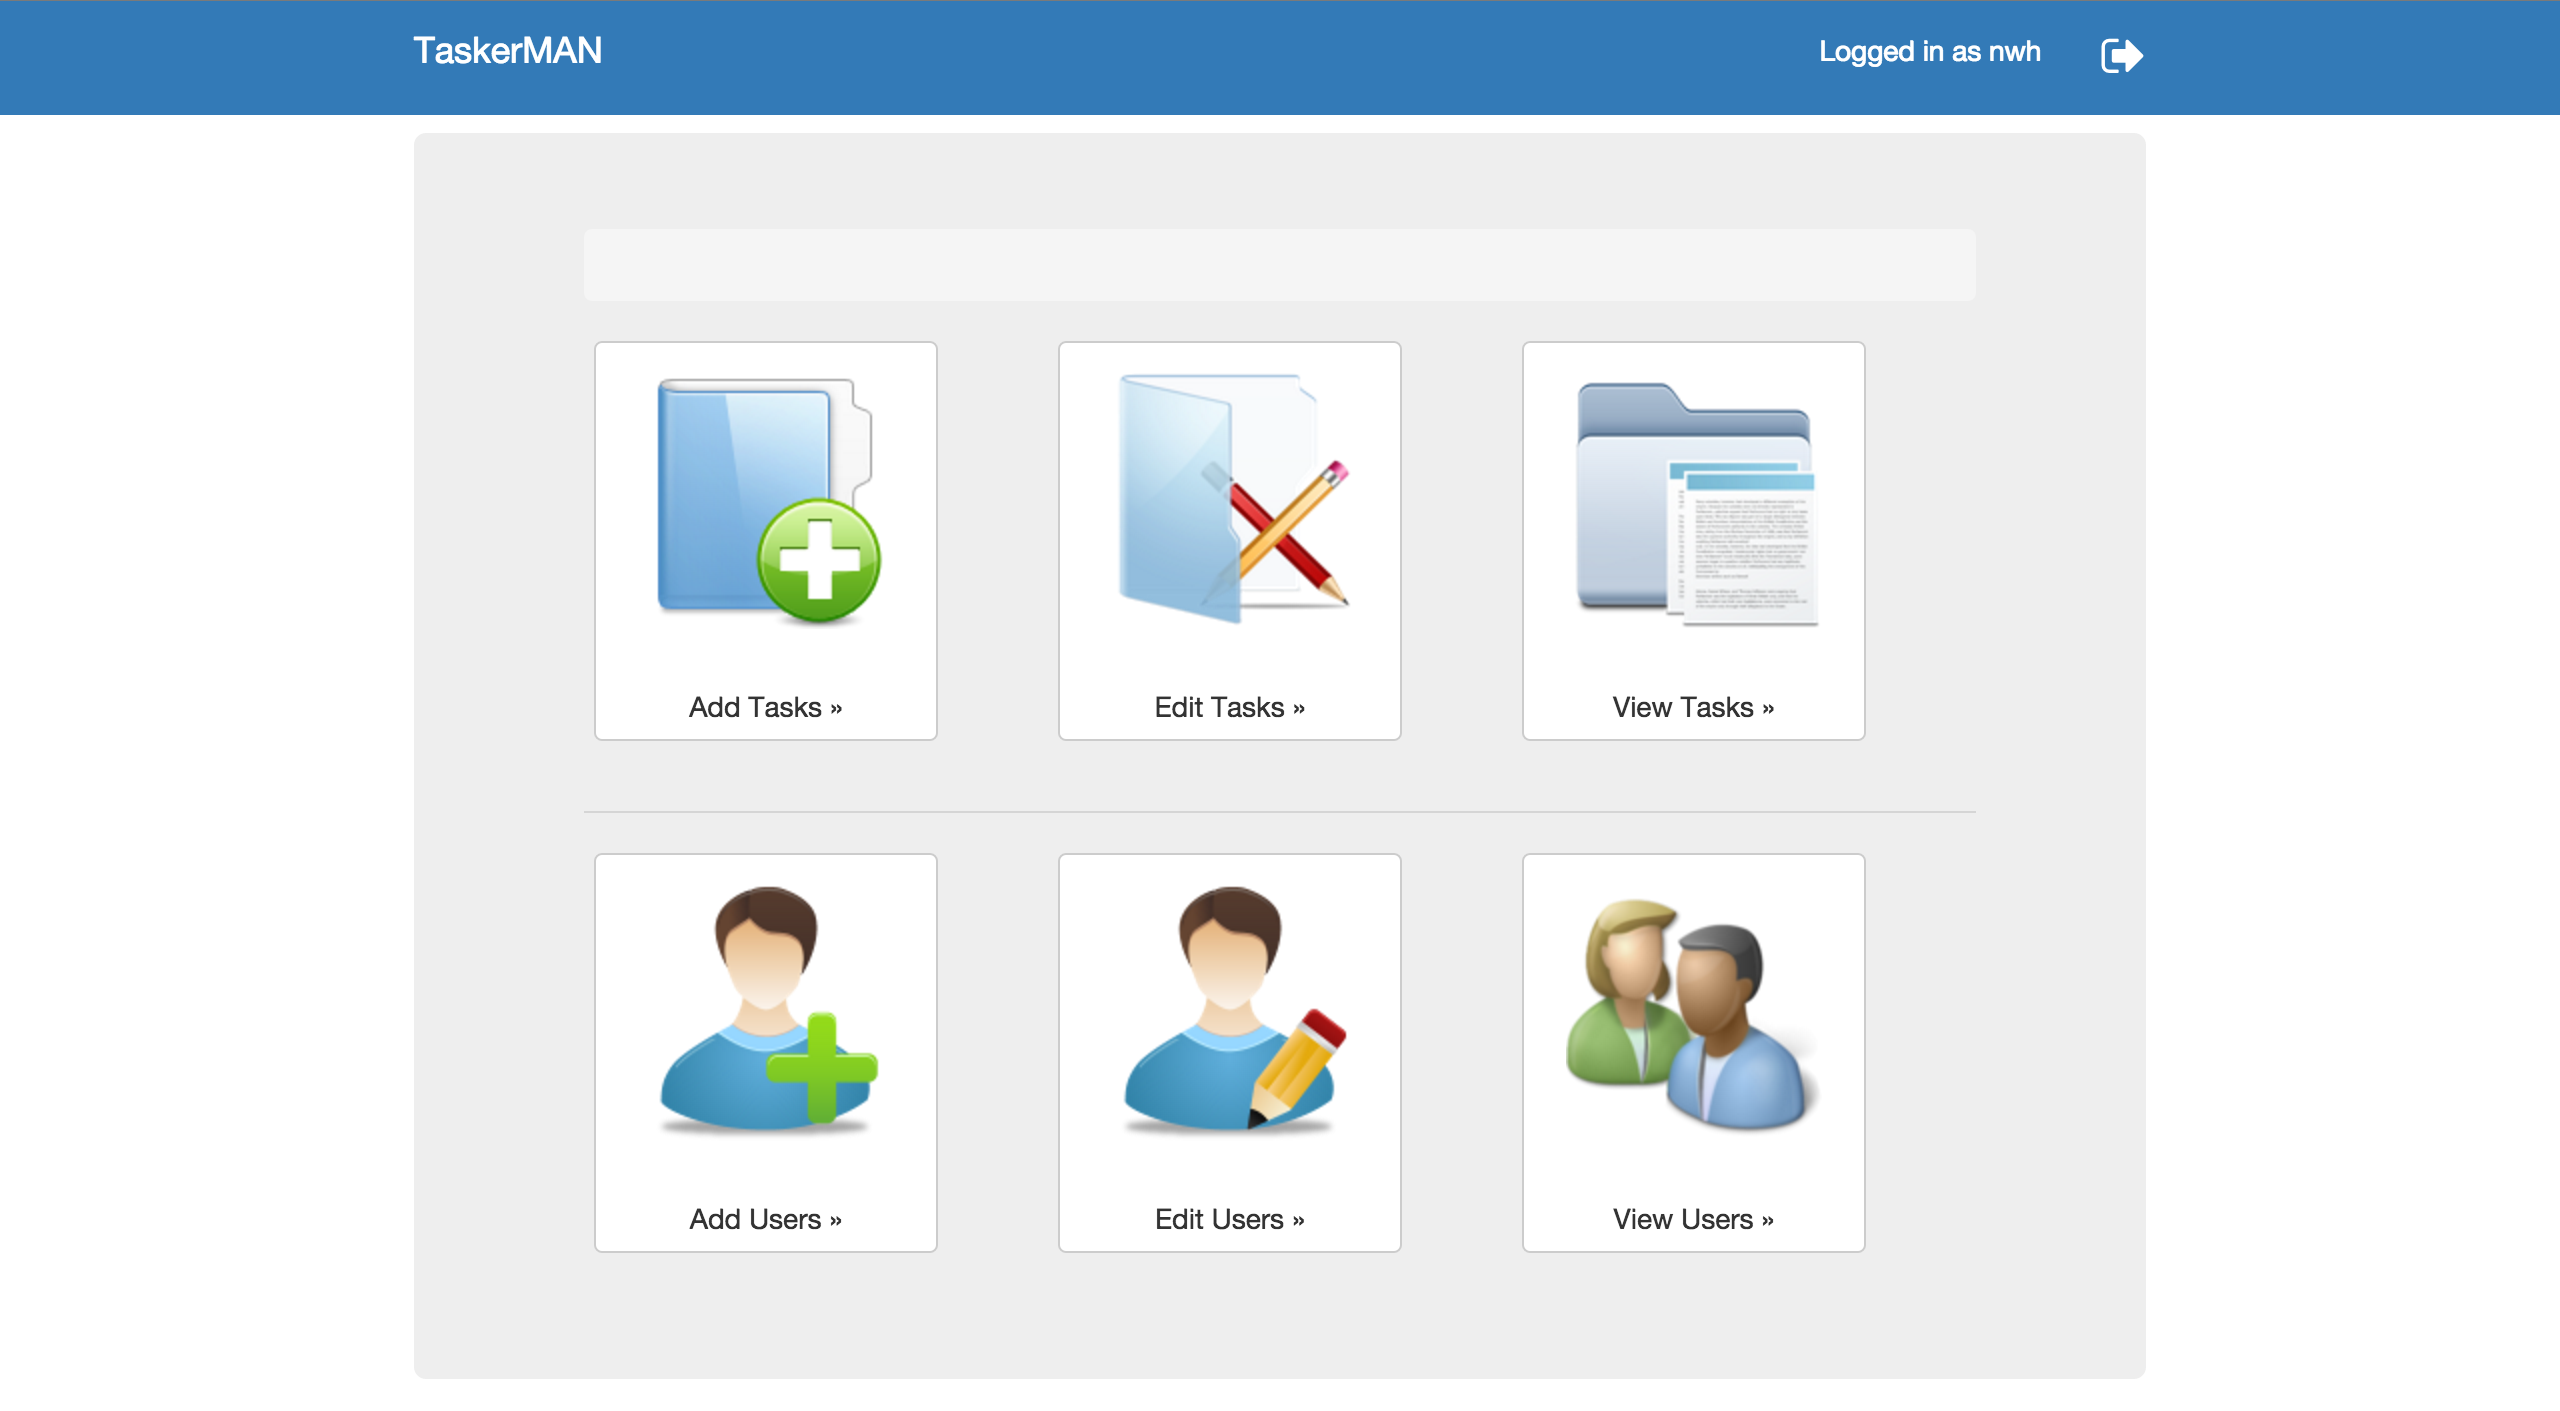 TaskerMAN
Logged in as nwh
Add Tasks »
Edit Tasks »
View Tasks »
Add Users »
Edit Users »
View Users »